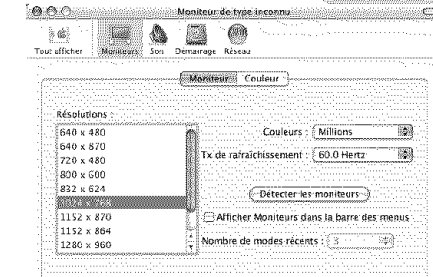 Moniteur de type inconnu
Tout afficher Moniteurs Son Démarrage Réseau
Moniteur Couleur
Résolutions :
640 x 480
640 x 870
720 x 480
800 x 600
832 x 624
1024 x 768
1152 x 870
1152 x 864
1280 x 960
Couleurs : Millions
Tx de rafraîchissement : 60.0 Hertz
Détecter les moniteurs
Afficher Moniteurs dans la barre des menus
Nombre de modes récents : 3